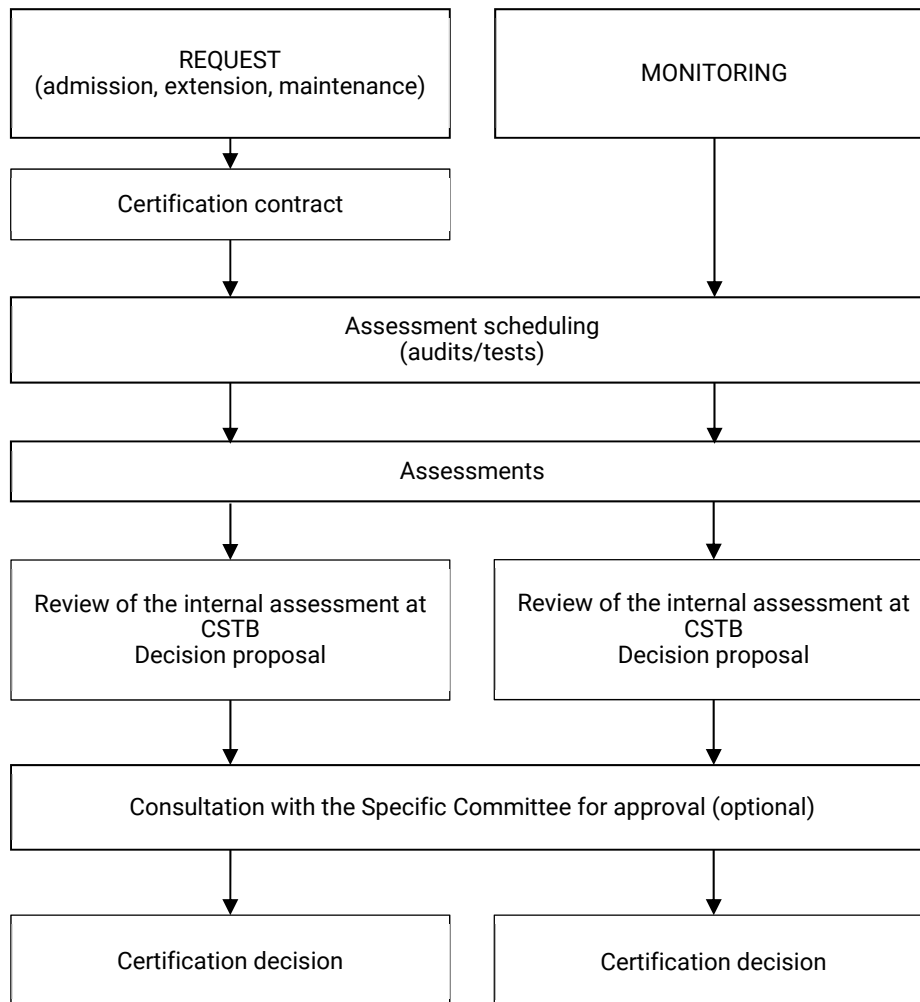 REQUEST
(admission, extension, maintenance)
MONITORING
Certification contract
Assessment scheduling
(audits/tests)
Assessments
Review of the internal assessment at
CSTB
Decision proposal
Review of the internal assessment at
CSTB
Decision proposal
Consultation with the Specific Committee for approval (optional)
Certification decision
Certification decision